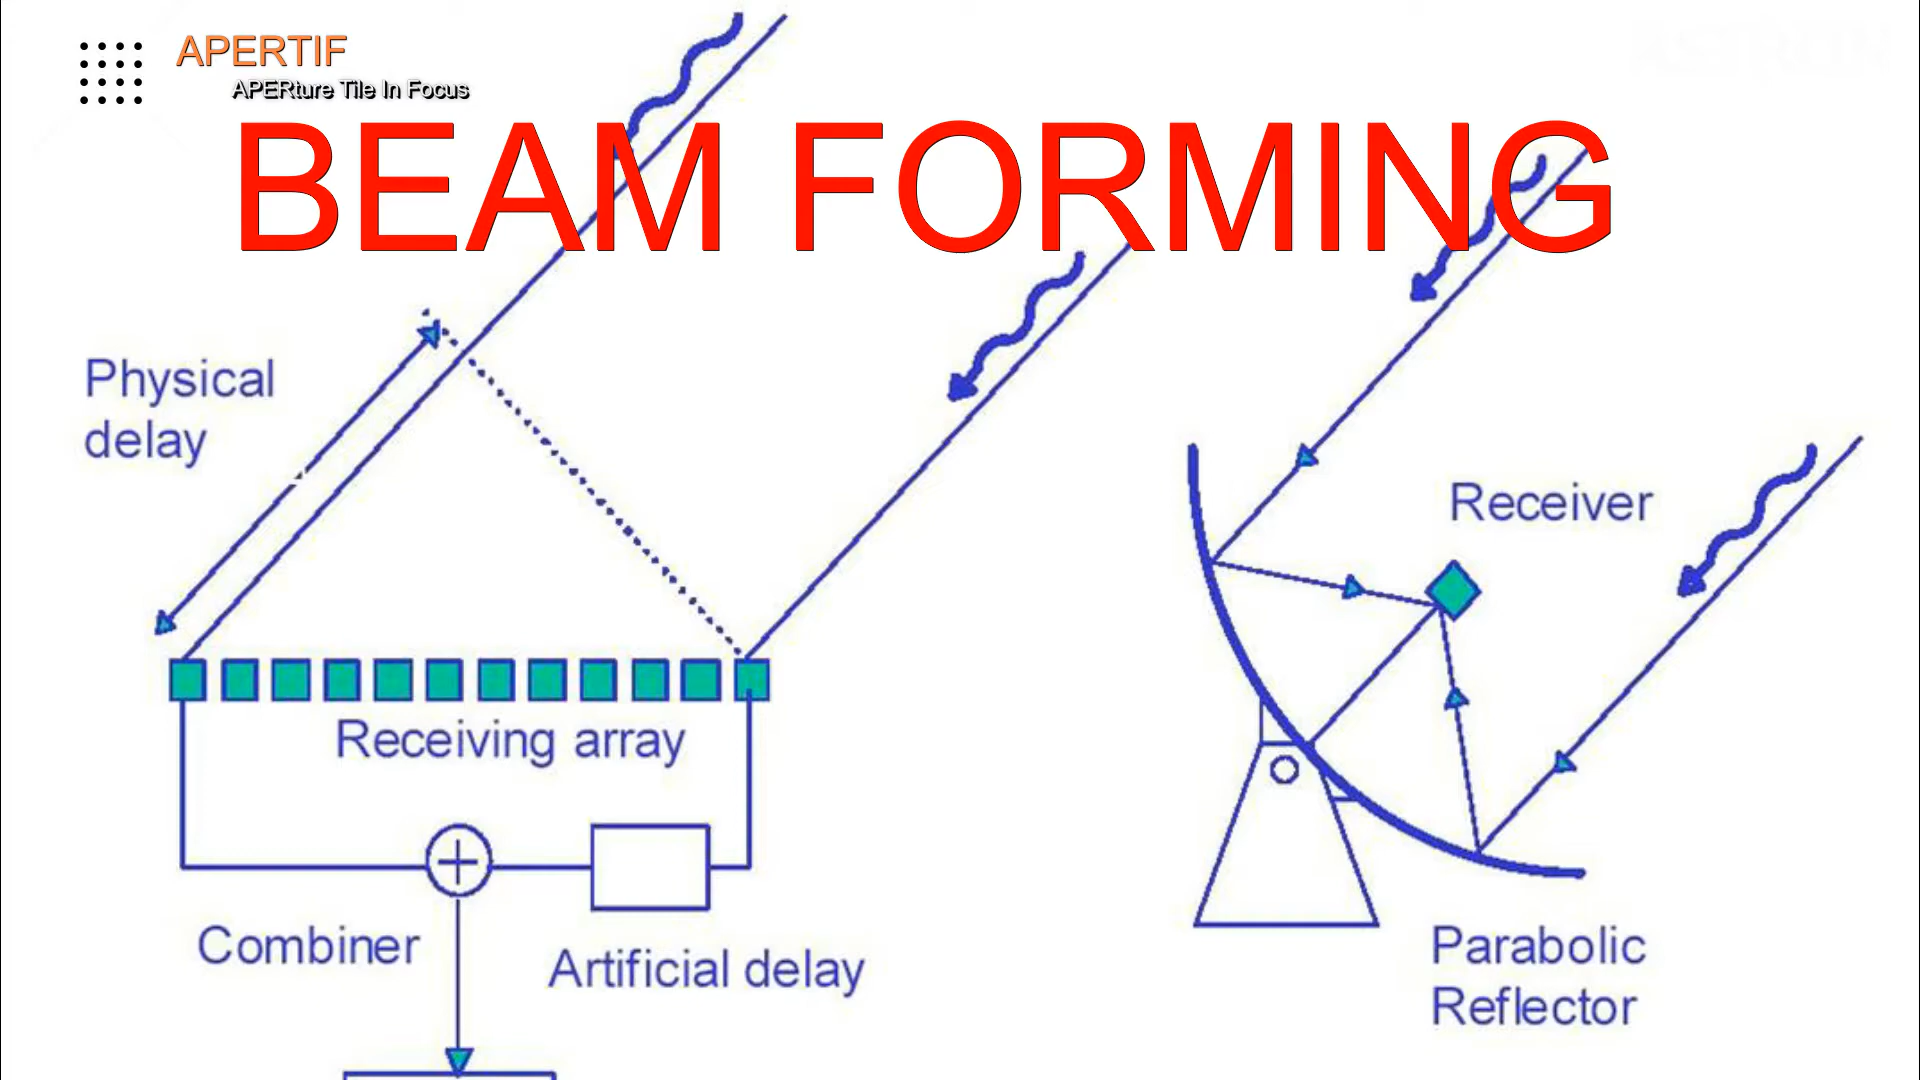 APERTIF
APERture Tile In Focus
BEAM FORMING
Physical
delay
Receiver
Receiving array
Combiner
Artificial delay
Parabolic
Reflector